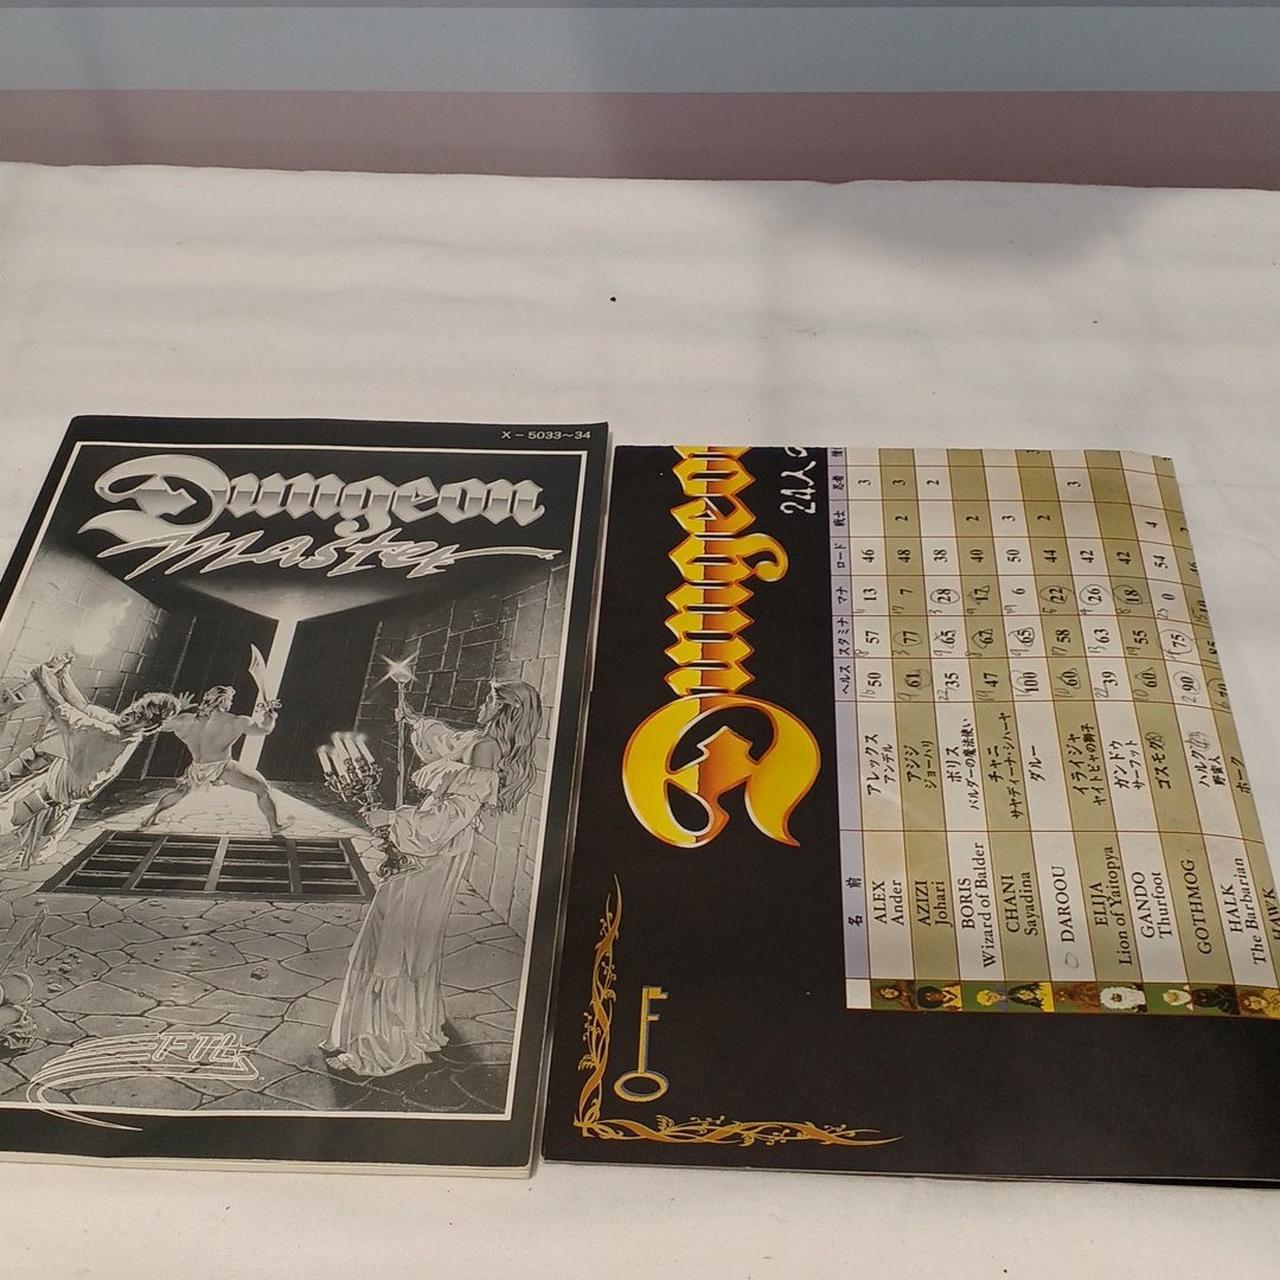 X-5033~34
Dungeon
Master
FTL
Dungeon
24人の
名前 ヘルス スタミナ マナ ロード 戦士 忍者
ALEX Ander アレックス アンデル 50 57 13 46 3
AZIZI Johari アジジ ジョーハリ 61 77 7 48 2 3
BORIS Wizard of Balder ボリス バルダーの魔法使い 35 65 28 38 2
CHANI Sayadina チャニ サヤディーナ・シハーヤ 47 67 17 40 2
DAROOU ダルー 100 65 6 50 3
ELIJA Lion of Yaitopya イライジャ ヤイトピヤの獅子 60 58 22 44 2
GANDO Thurfoot ガンドゥ サーフット 39 63 26 42 3
GOTHMOG ゴスモグ 60 55 18 42
HALK The Barbarian ハルク 野蛮人 90 75 0 54 4
HAWK ホーク